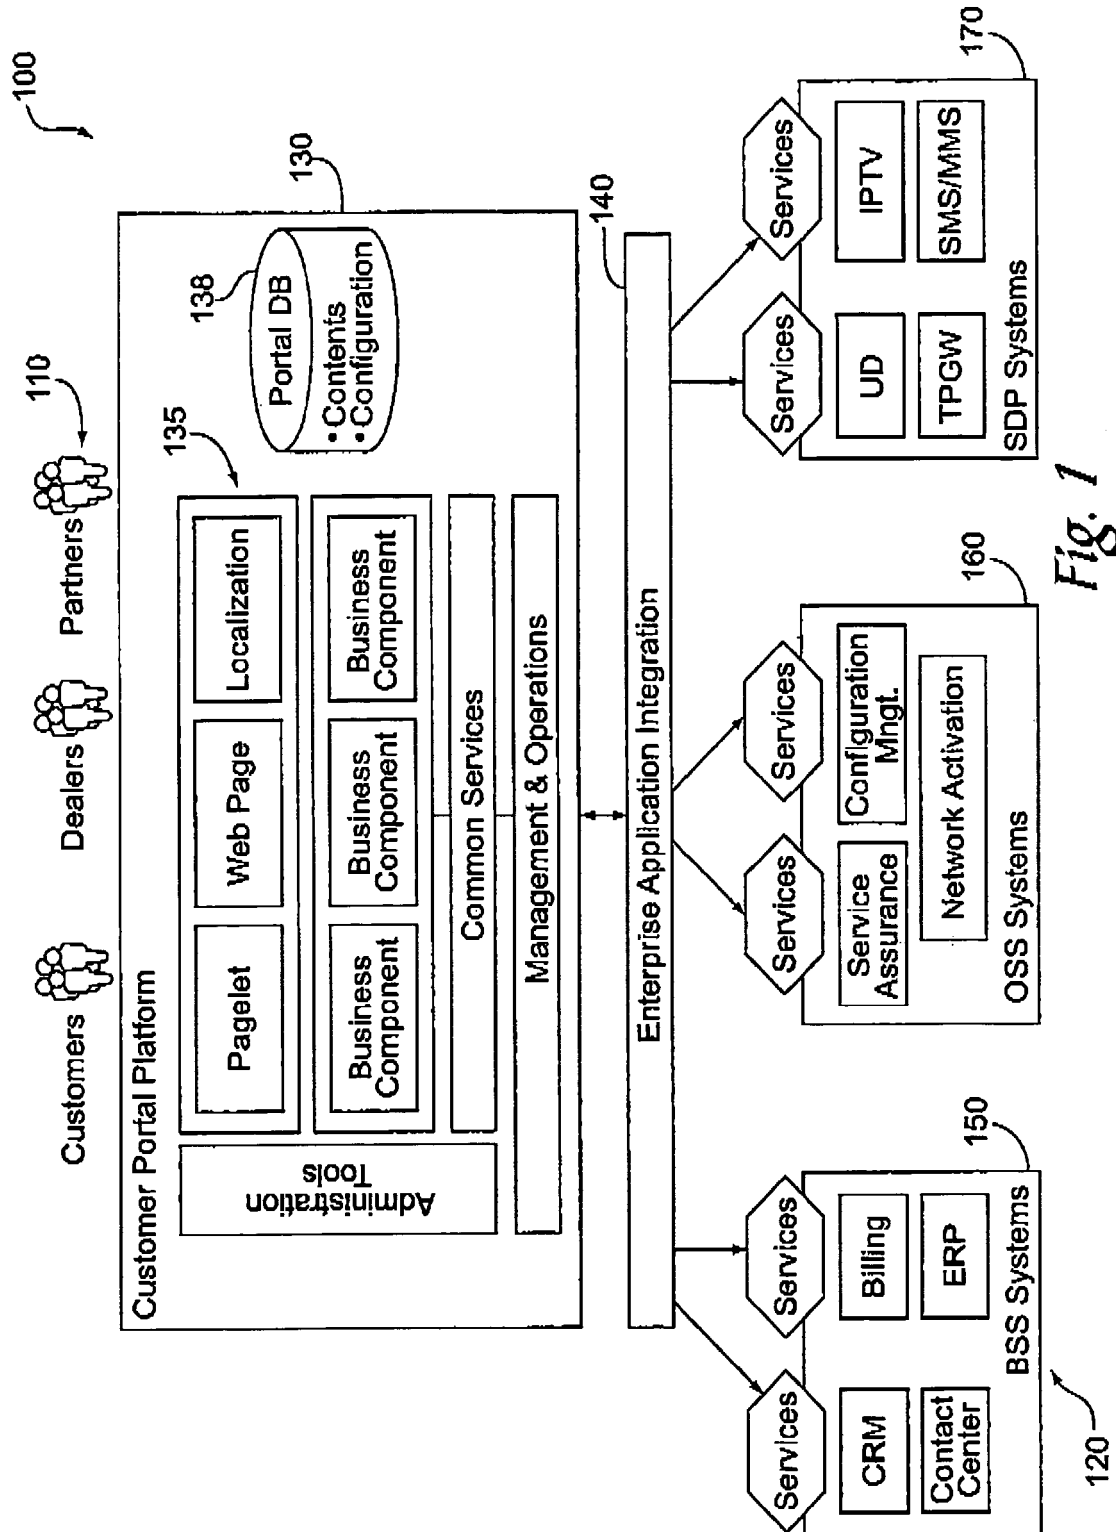 100
Customers
Dealers
Partners
110
Customer Portal Platform
130
Administration
Tools
135
Pagelet
Web Page
Localization
138
Portal DB
•Contents
•Configuration
Business
Component
Business
Component
Business
Component
Common Services
Management & Operations
140
Enterprise Application Integration
Services
Services
Services
Services
Services
Services
150
CRM
Billing
Contact
Center
ERP
BSS Systems
120
160
Service
Assurance
Configuration
Mngt.
Network Activation
OSS Systems
170
UD
IPTV
TPGW
SMS/MMS
SDP Systems
Fig. 1